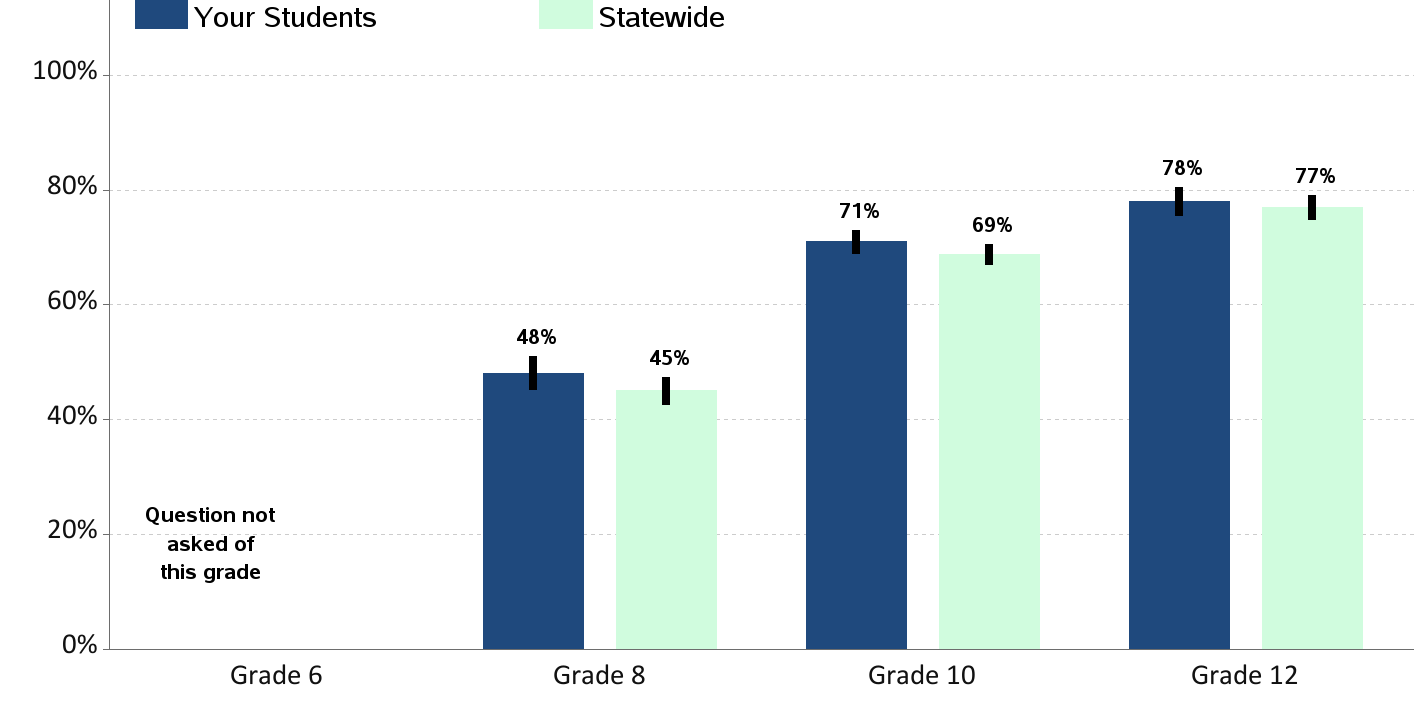 Your Students Statewide
100%
80%
60%
40%
20%
0%
78%
77%
71%
69%
48%
45%
Question not
asked of
this grade
Grade 6 Grade 8 Grade 10 Grade 12